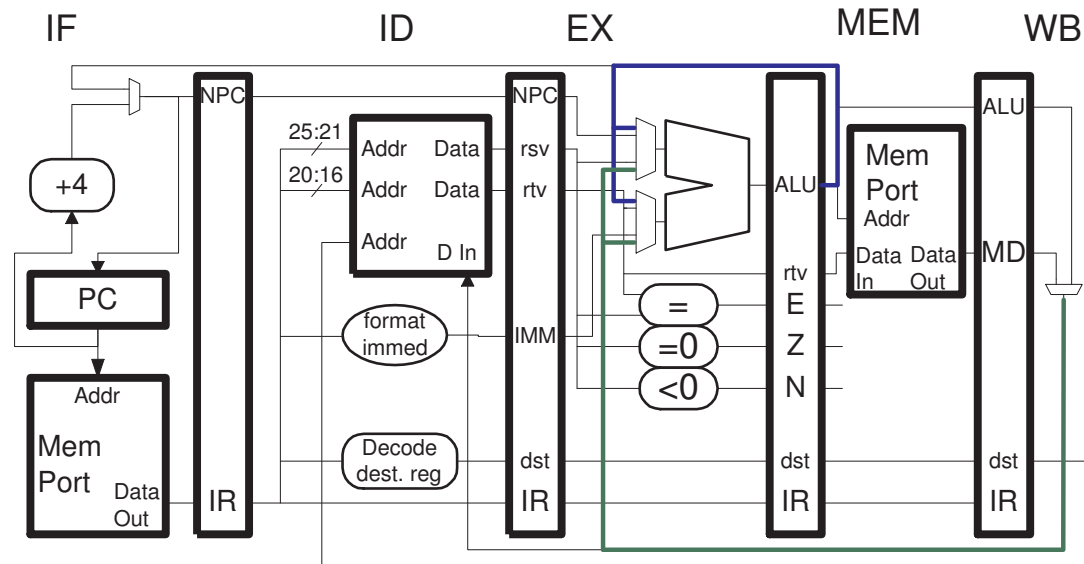 IF
ID
EX
MEM
WB
NPC
25:21
20:16
Addr
Data
Addr
Data
Addr
D In
NPC
rsv
rtv
ALU
ALU
Mem
Port
Addr
Data
In
Data
Out
MD
+4
PC
format
immed
IMM
=
=0
<0
rtv
E
Z
N
Addr
Mem
Port
Data
Out
IR
Decode
dest. reg
dst
IR
dst
IR
dst
IR